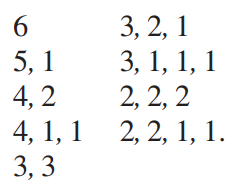 6
5, 1
4, 2
4, 1, 1
3, 3
3, 2, 1
3, 1, 1, 1
2, 2, 2
2, 2, 1, 1.